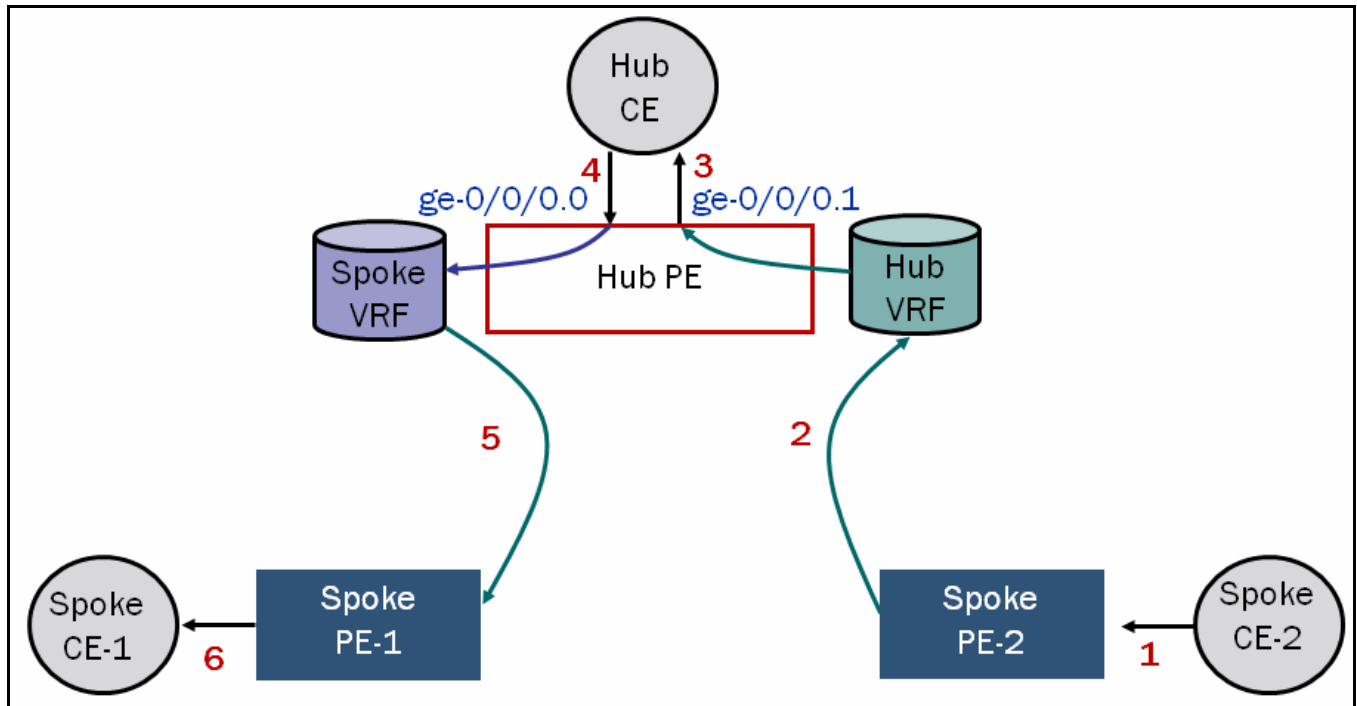 Hub
CE
4
3
ge-0/0/0.0
ge-0/0/0.1
Spoke
VRF
Hub PE
Hub
VRF
5
2
Spoke
CE-1
6
Spoke
PE-1
Spoke
PE-2
1
Spoke
CE-2